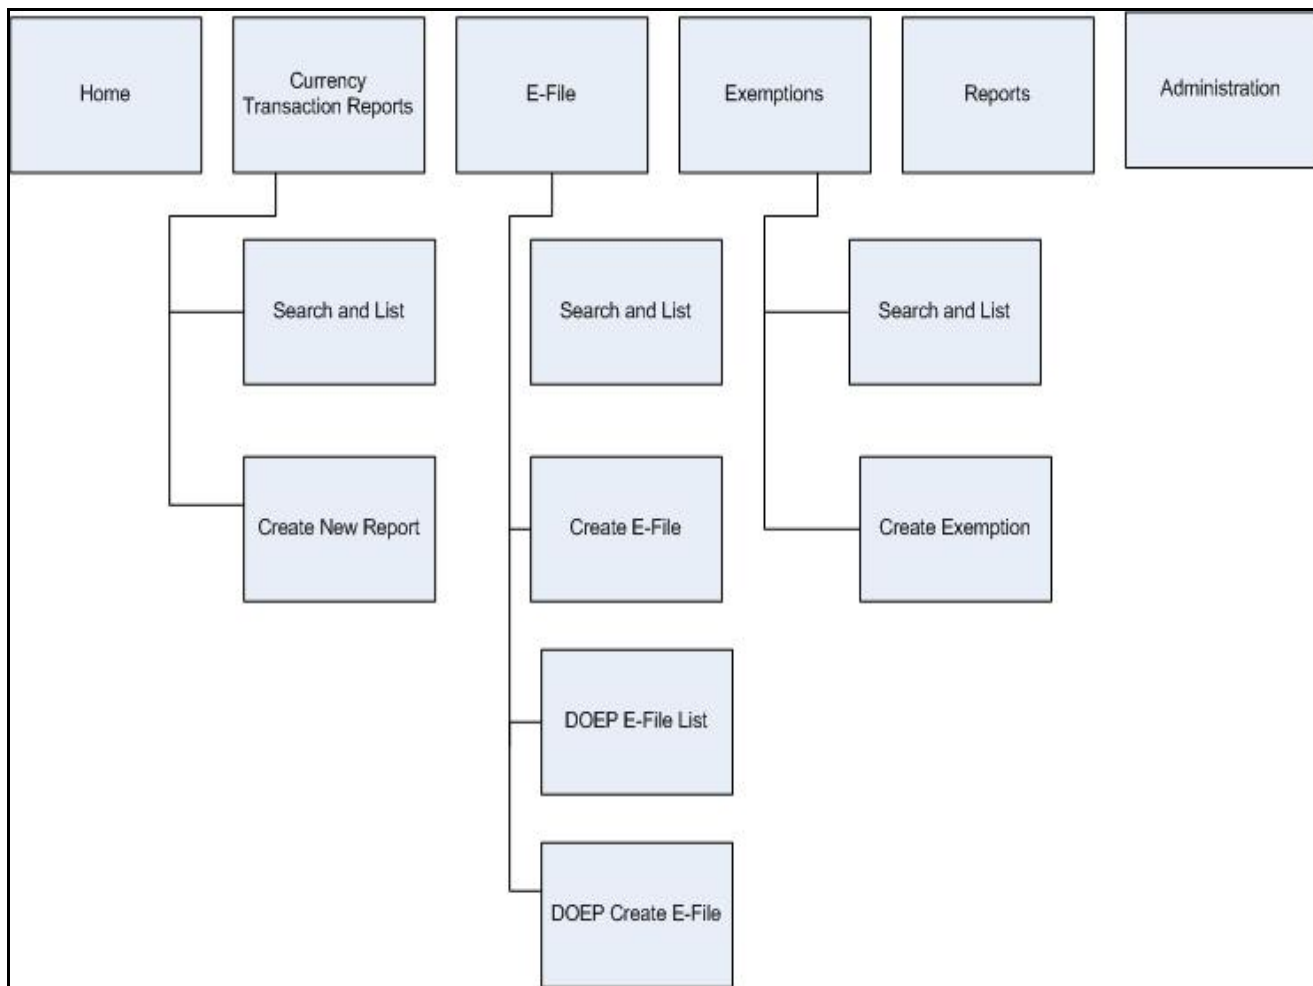 Home
Currency
Transaction Reports
E-File
Exemptions
Reports
Administration
Search and List
Search and List
Search and List
Create New Report
Create E-File
Create Exemption
DOEP E-File List
DOEP Create E-File